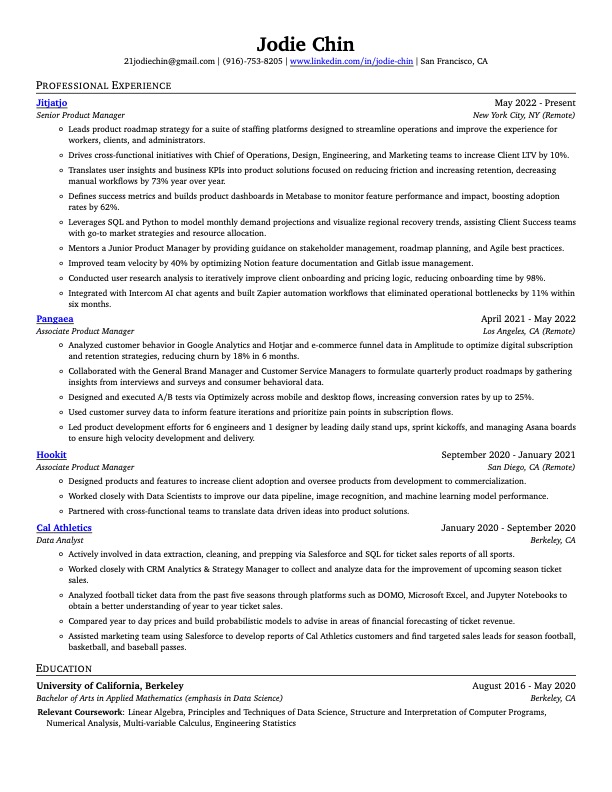 Jodie Chin
21jodiechin@gmail.com | (916)-753-8205 | www.linkedin.com/in/jodie-chin | San Francisco, CA
Professional Experience
Jitjatjo May 2022 - Present
Senior Product Manager New York City, NY (Remote)
◦ Leads product roadmap strategy for a suite of staffing platforms designed to streamline operations and improve the experience for
workers, clients, and administrators.
◦ Drives cross-functional initiatives with Chief of Operations, Design, Engineering, and Marketing teams to increase Client LTV by 10%.
◦ Translates user insights and business KPIs into product solutions focused on reducing friction and increasing retention, decreasing
manual workflows by 73% year over year.
◦ Defines success metrics and builds product dashboards in Metabase to monitor feature performance and impact, boosting adoption
rates by 62%.
◦ Leverages SQL and Python to model monthly demand projections and visualize regional recovery trends, assisting Client Success teams
with go-to market strategies and resource allocation.
◦ Mentors a Junior Product Manager by providing guidance on stakeholder management, roadmap planning, and Agile best practices.
◦ Improved team velocity by 40% by optimizing Notion feature documentation and Gitlab issue management.
◦ Conducted user research analysis to iteratively improve client onboarding and pricing logic, reducing onboarding time by 98%.
◦ Integrated with Intercom AI chat agents and built Zapier automation workflows that eliminated operational bottlenecks by 11% within
six months.
Pangaea April 2021 - May 2022
Associate Product Manager Los Angeles, CA (Remote)
◦ Analyzed customer behavior in Google Analytics and Hotjar and e-commerce funnel data in Amplitude to optimize digital subscription
and retention strategies, reducing churn by 18% in 6 months.
◦ Collaborated with the General Brand Manager and Customer Service Managers to formulate quarterly product roadmaps by gathering
insights from interviews and surveys and consumer behavioral data.
◦ Designed and executed A/B tests via Optimizely across mobile and desktop flows, increasing conversion rates by up to 25%.
◦ Used customer survey data to inform feature iterations and prioritize pain points in subscription flows.
◦ Led product development efforts for 6 engineers and 1 designer by leading daily stand ups, sprint kickoffs, and managing Asana boards
to ensure high velocity development and delivery.
Hookit September 2020 - January 2021
Associate Product Manager San Diego, CA (Remote)
◦ Designed products and features to increase client adoption and oversee products from development to commercialization.
◦ Worked closely with Data Scientists to improve our data pipeline, image recognition, and machine learning model performance.
◦ Partnered with cross-functional teams to translate data driven ideas into product solutions.
Cal Athletics January 2020 - September 2020
Data Analyst Berkeley, CA
◦ Actively involved in data extraction, cleaning, and prepping via Salesforce and SQL for ticket sales reports of all sports.
◦ Worked closely with CRM Analytics & Strategy Manager to collect and analyze data for the improvement of upcoming season ticket
sales.
◦ Analyzed football ticket data from the past five seasons through platforms such as DOMO, Microsoft Excel, and Jupyter Notebooks to
obtain a better understanding of year to year ticket sales.
◦ Compared year to day prices and build probabilistic models to advise in areas of financial forecasting of ticket revenue.
◦ Assisted marketing team using Salesforce to develop reports of Cal Athletics customers and find targeted sales leads for season football,
basketball, and baseball passes.
Education
University of California, Berkeley August 2016 - May 2020
Bachelor of Arts in Applied Mathematics (emphasis in Data Science) Berkeley, CA
Relevant Coursework: Linear Algebra, Principles and Techniques of Data Science, Structure and Interpretation of Computer Programs,
Numerical Analysis, Multi-variable Calculus, Engineering Statistics